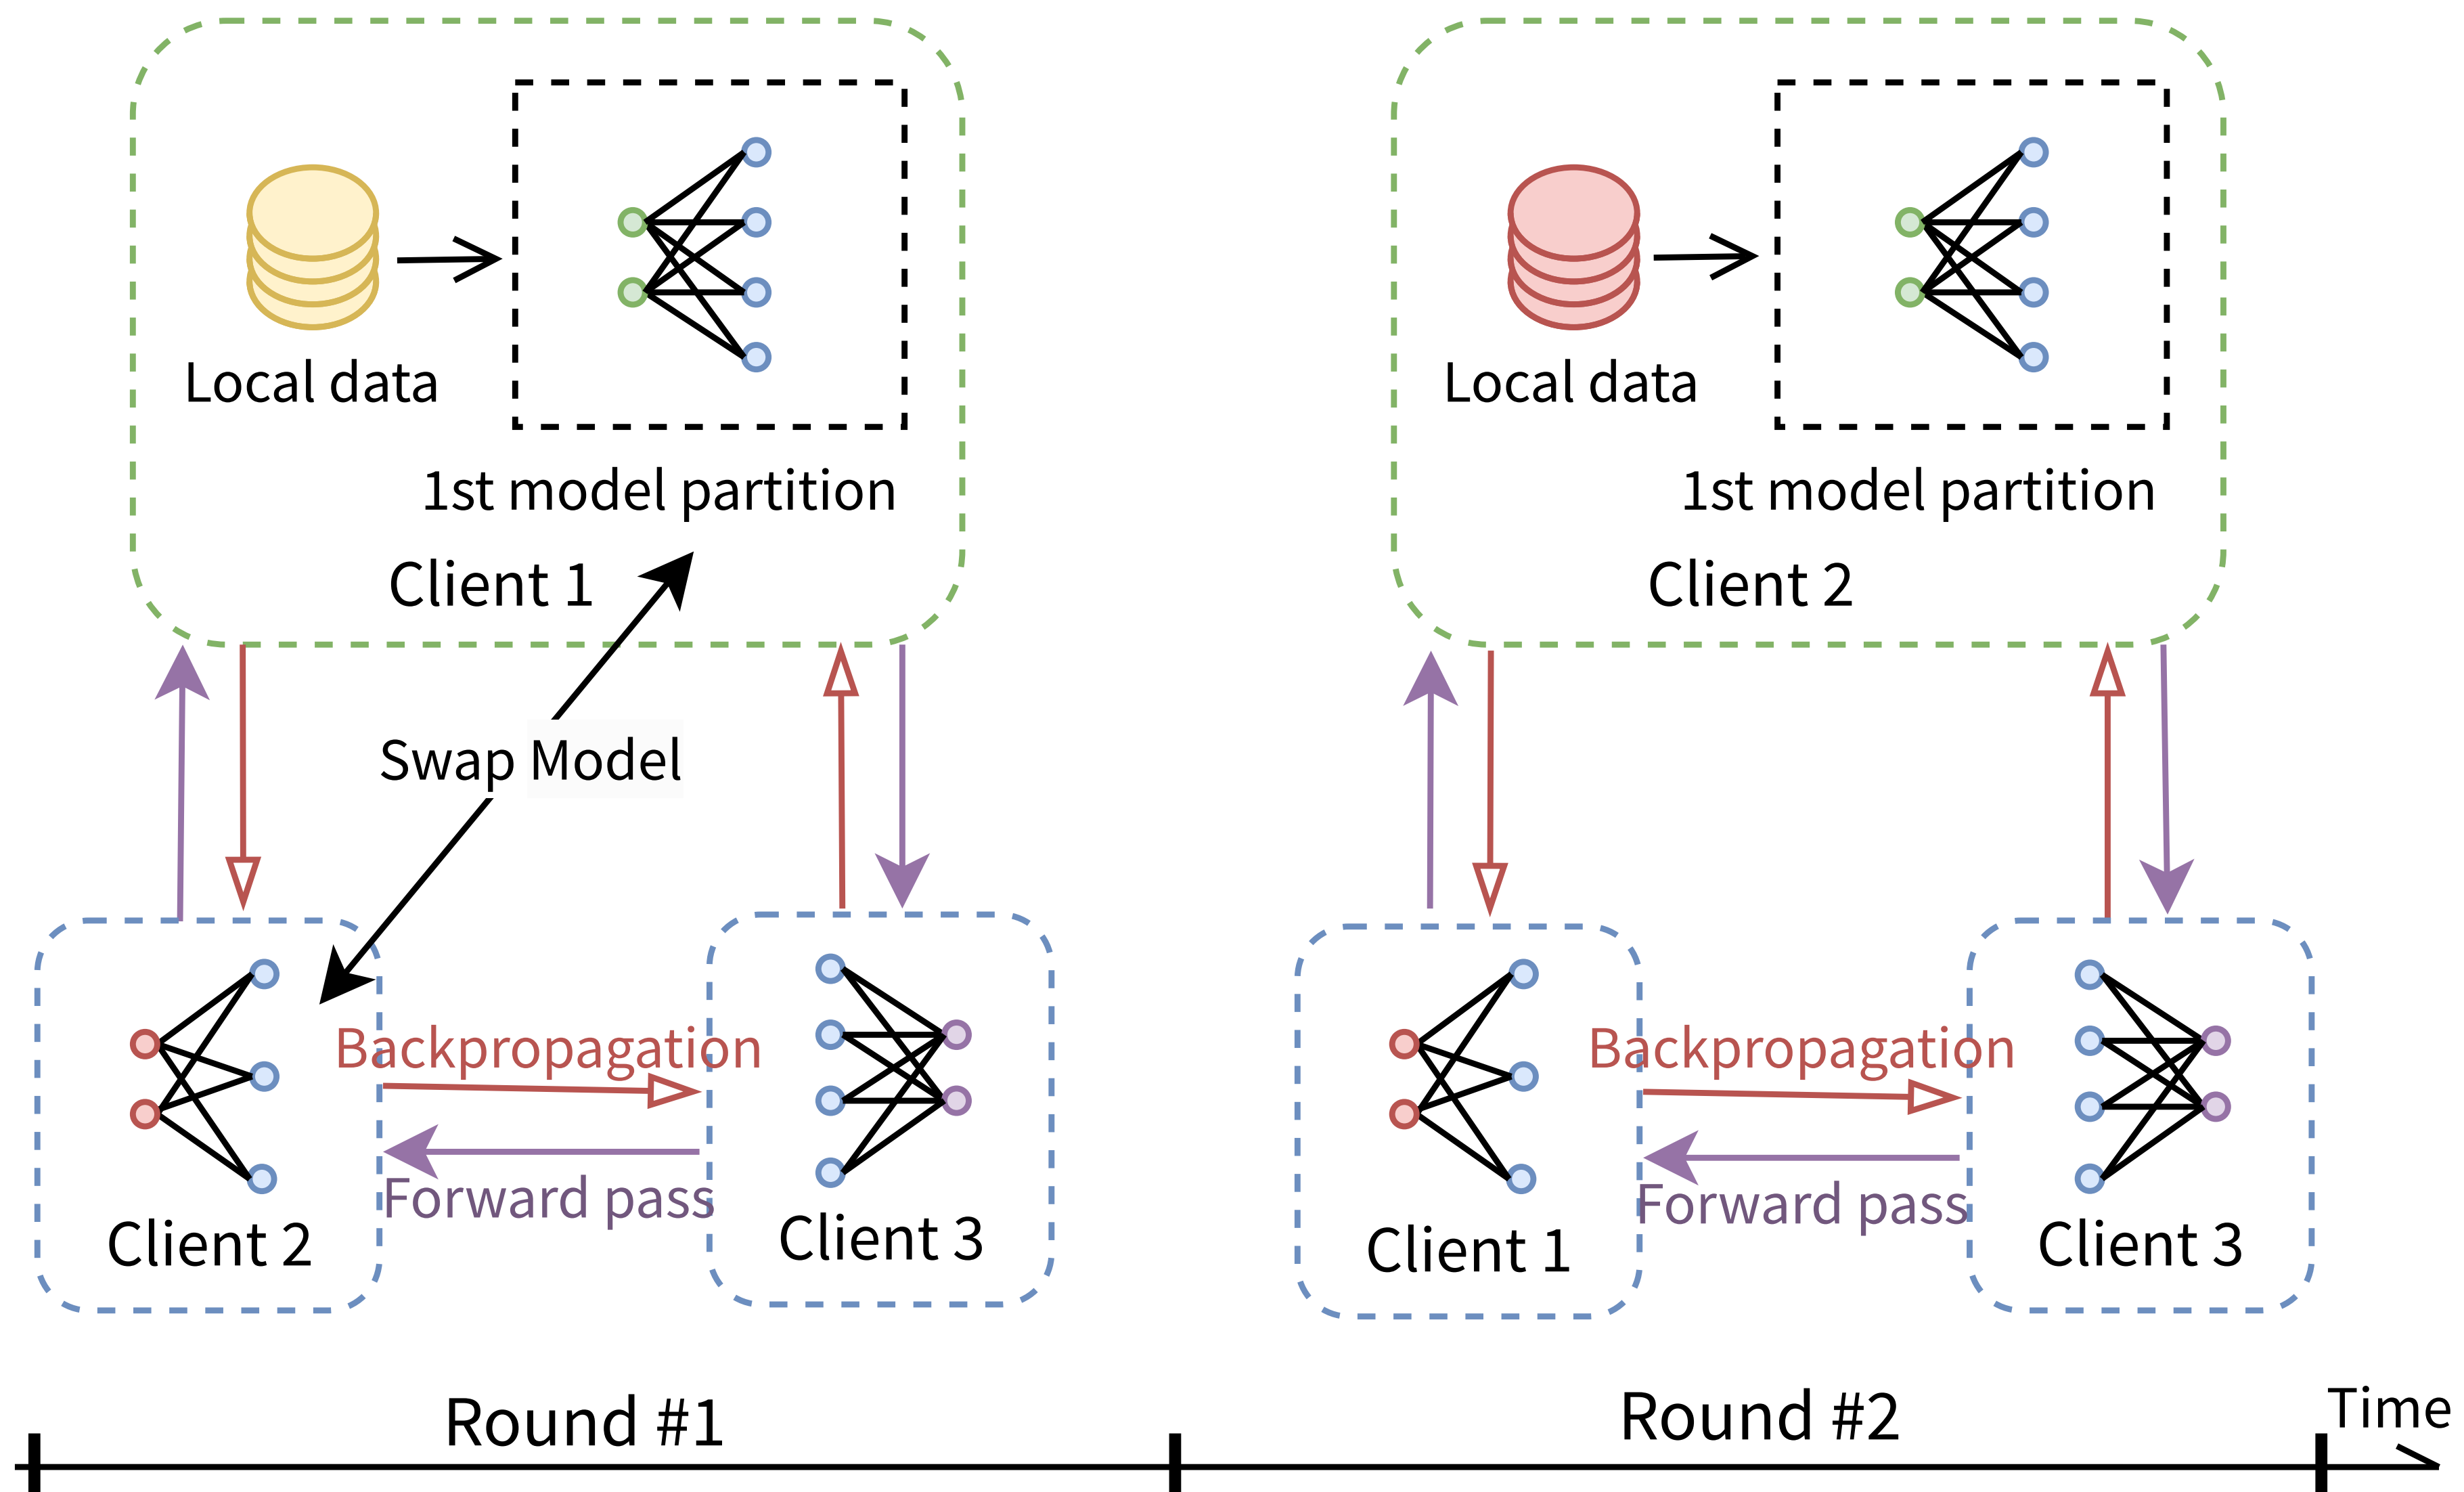 Local data
1st model partition
Client 1
Swap Model
Backpropagation
Forward pass
Client 2
Client 3
Local data
1st model partition
Client 2
Backpropagation
Forward pass
Client 1
Client 3
Round #1
Round #2
Time